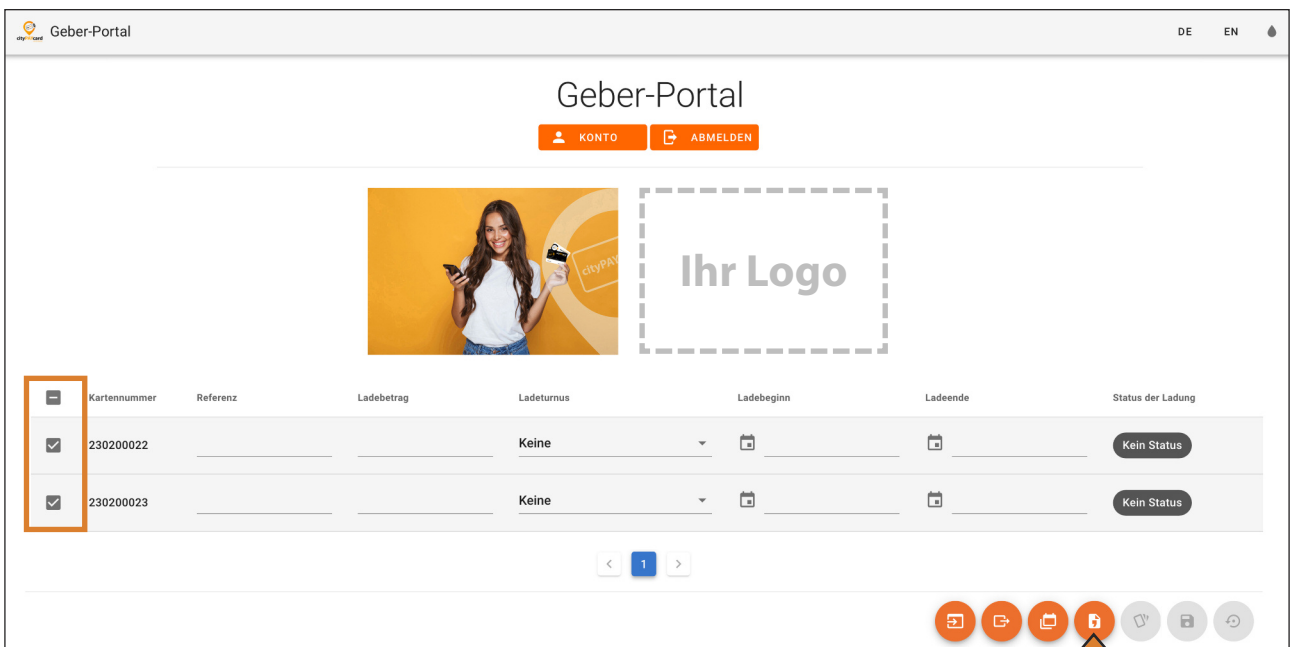 Geber-Portal
DE EN
Geber-Portal
KONTO ABMELDEN
cityPAY
Ihr Logo
Kartennummer Referenz Ladebetrag Ladeturnus Ladebeginn Ladeende Status der Ladung
230200022 Keine Kein Status
230200023 Keine Kein Status
1